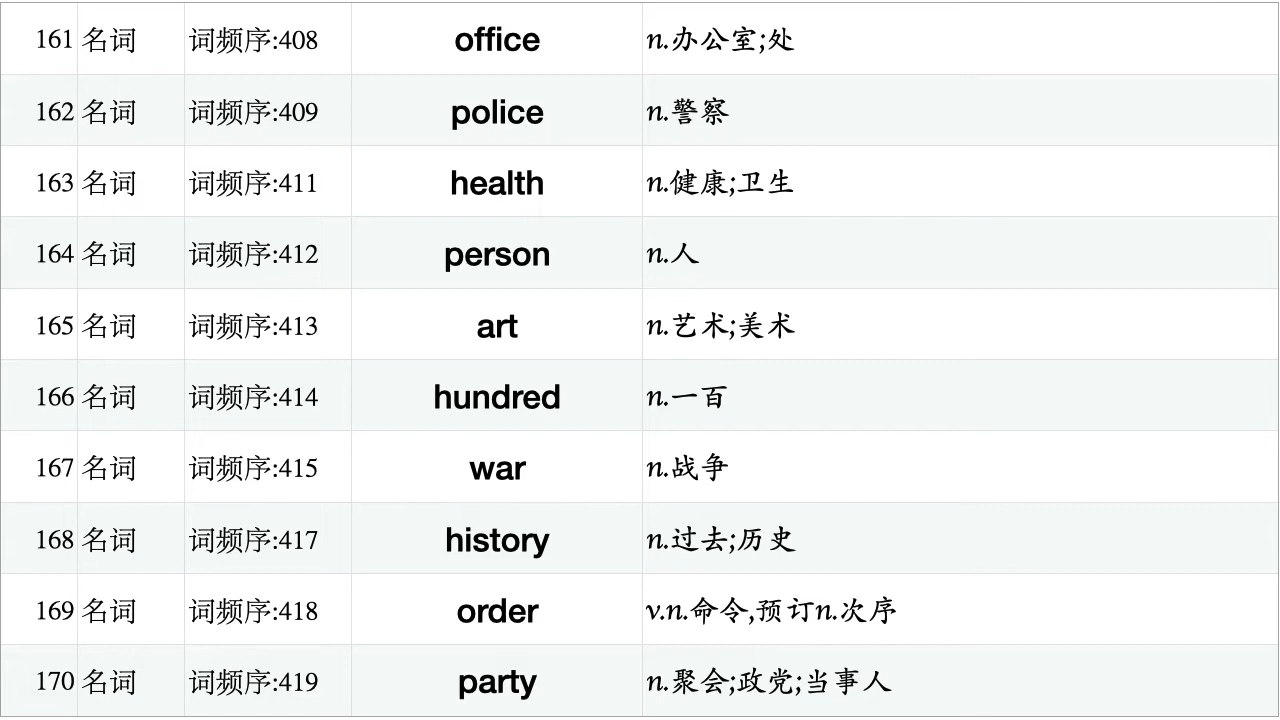 161 名词 词频序:408 office n.办公室;处
162 名词 词频序:409 police n.警察
163 名词 词频序:411 health n.健康;卫生
164 名词 词频序:412 person n.人
165 名词 词频序:413 art n.艺术;美术
166 名词 词频序:414 hundred n.一百
167 名词 词频序:415 war n.战争
168 名词 词频序:417 history n.过去;历史
169 名词 词频序:418 order v.n.命令,预订n.次序
170 名词 词频序:419 party n.聚会;政党;当事人